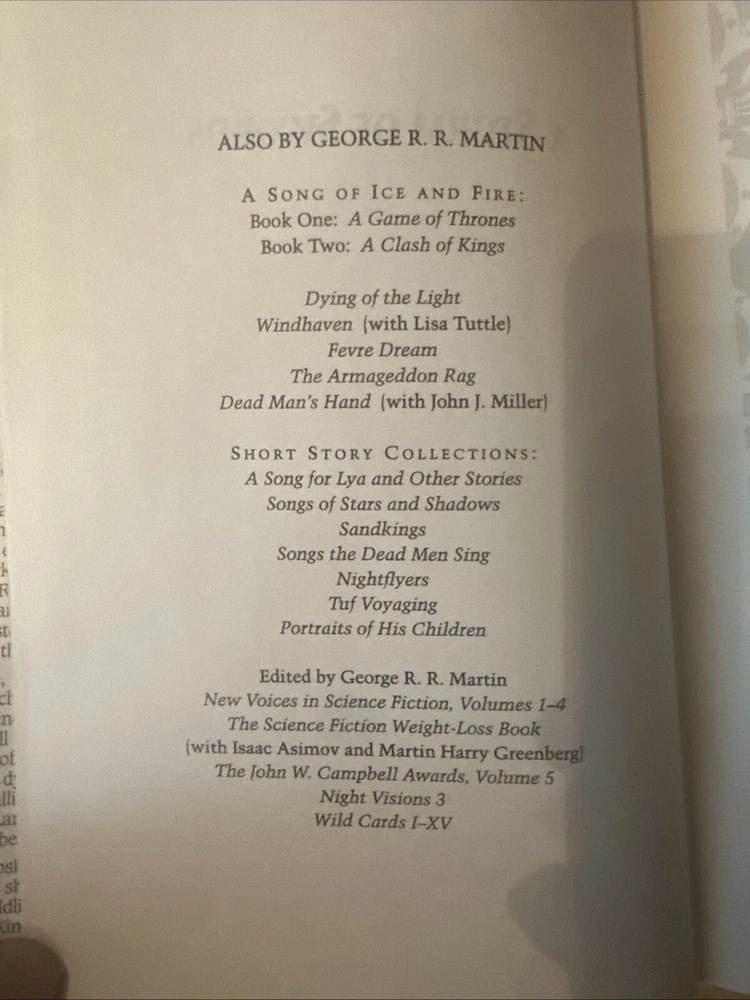 ALSO BY GEORGE R. R. MARTIN
A SONG OF ICE AND FIRE:
Book One: A Game of Thrones
Book Two: A Clash of Kings
Dying of the Light
Windhaven (with Lisa Tuttle)
Fevre Dream
The Armageddon Rag
Dead Man's Hand (with John J. Miller)
SHORT STORY COLLECTIONS:
A Song for Lya and Other Stories
Songs of Stars and Shadows
Sandkings
Songs the Dead Men Sing
Nightflyers
Tuf Voyaging
Portraits of His Children
Edited by George R. R. Martin
New Voices in Science Fiction, Volumes 1–4
The Science Fiction Weight-Loss Book
(with Isaac Asimov and Martin Harry Greenberg)
The John W. Campbell Awards, Volume 5
Night Visions 3
Wild Cards I–XV